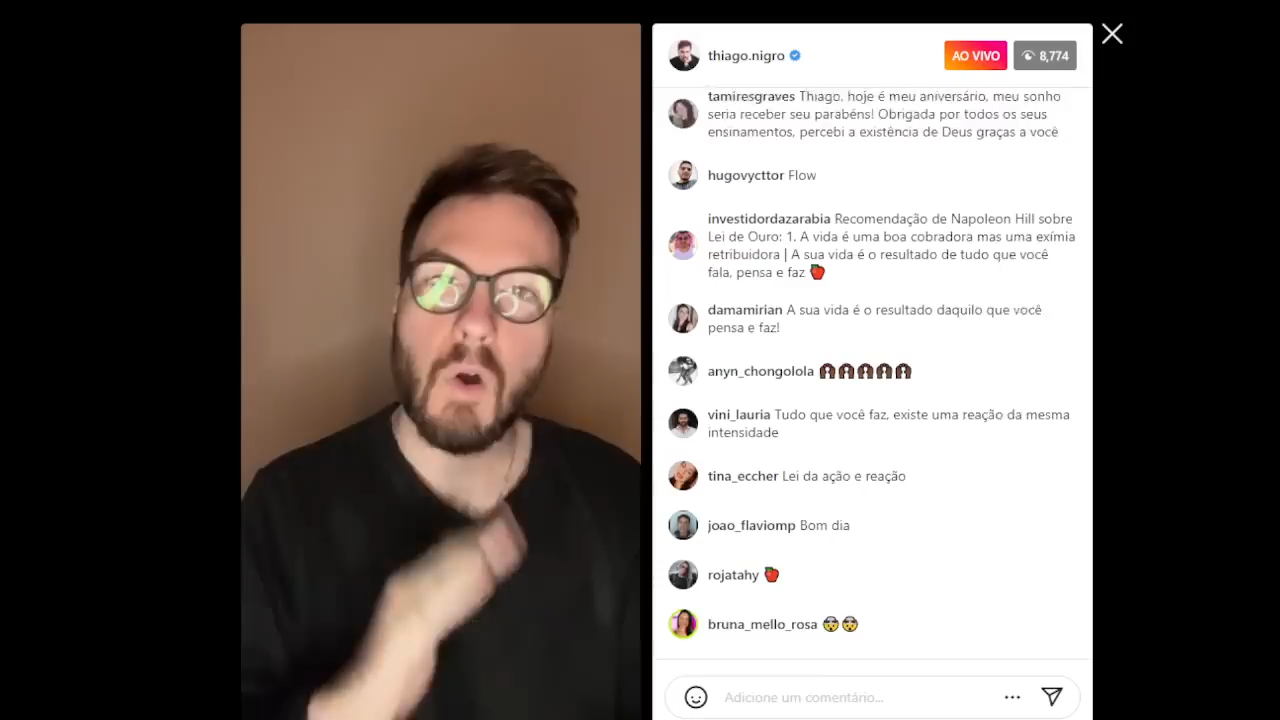 thiago.nigro
AO VIVO
8,774
tamiresgraves Thiago, hoje é meu aniversário, meu sonho
seria receber seu parabéns! Obrigada por todos os seus
ensinamentos, percebi a existência de Deus graças a você
hugovycttor Flow
investidordazarabia Recomendação de Napoleon Hill sobre
Lei de Ouro: 1. A vida é uma boa cobradora mas uma exímia
retribuidora | A sua vida é o resultado de tudo que você
fala, pensa e faz 🍎
damamirian A sua vida é o resultado daquilo que você
pensa e faz!
anyn_chongolola
vini_lauria Tudo que você faz, existe uma reação da mesma
intensidade
tina_eccher Lei da ação e reação
joao_flaviomp Bom dia
rojatahy 🍎
bruna_mello_rosa 🤯🤯
Adicione um comentário...